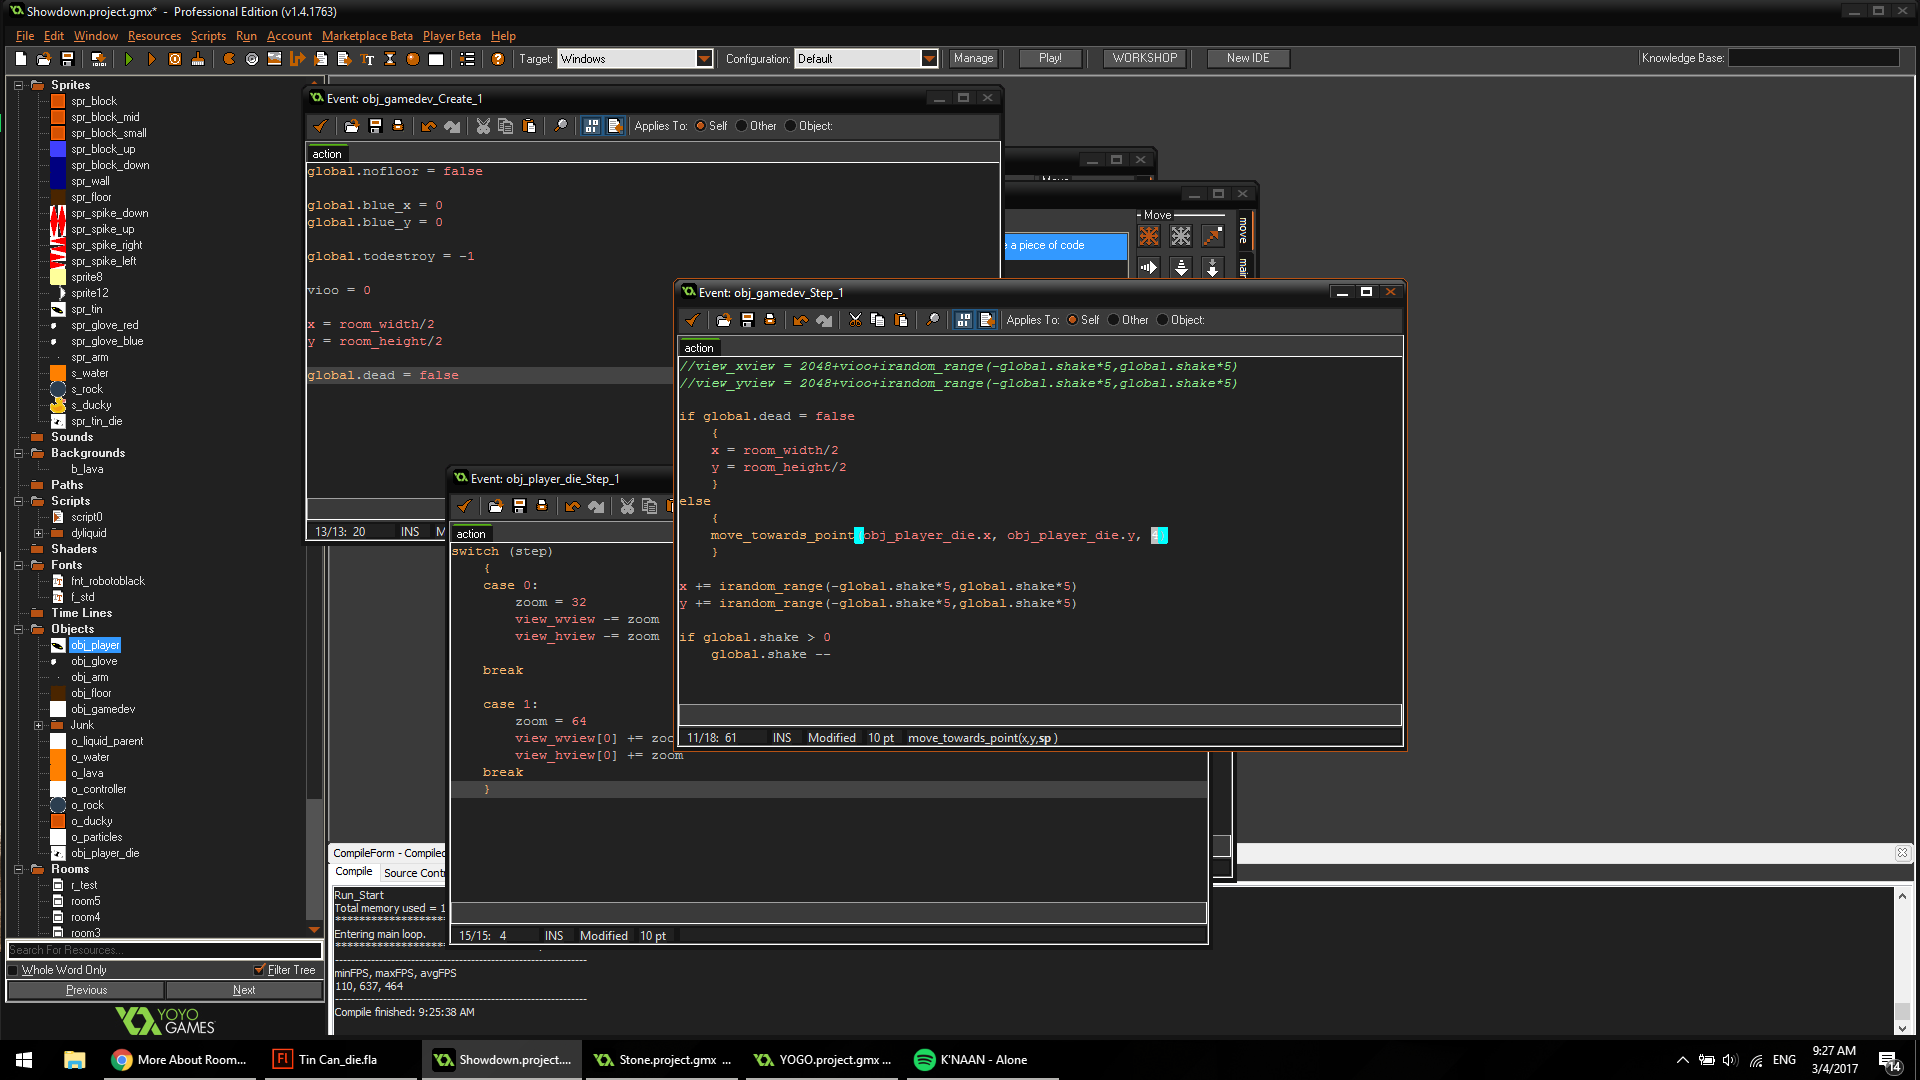 Showdown.project.gmx* - Professional Edition (v1.4.1763)
File Edit Window Resources Scripts Run Account Marketplace Beta Player Beta Help
Target: Windows Configuration: Default Manage Play! WORKSHOP New IDE Knowledge Base:
Sprites
spr_block
spr_block_mid
spr_block_small
spr_block_up
spr_block_down
spr_wall
spr_floor
spr_spike_down
spr_spike_up
spr_spike_right
spr_spike_left
sprite8
sprite12
spr_tin
spr_glove_red
spr_glove_blue
spr_arm
s_water
s_rock
s_ducky
spr_tin_die
Sounds
Backgrounds
b_lava
Paths
Scripts
script0
dyliquid
Shaders
Fonts
fnt_robotoblack
f_std
Time Lines
Objects
obj_player
obj_glove
obj_arm
obj_floor
obj_gamedev
Junk
o_liquid_parent
o_water
o_lava
o_controller
o_rock
o_ducky
o_particles
obj_player_die
Rooms
r_test
room5
room4
room3
Search For Resources...
Whole Word Only Filter Tree
Previous Next
YOYO
GAMES
Event: obj_gamedev_Create_1
Applies To: Self Other Object:
action
global.nofloor = false
global.blue_x = 0
global.blue_y = 0
global.todestroy = -1
vioo = 0
x = room_width/2
y = room_height/2
global.dead = false
13/13: 20 INS M
Move
move
e a piece of code
Event: obj_player_die_Step_1
action
switch (step)
{
case 0:
zoom = 32
view_wview -= zoom
view_hview -= zoom
break
case 1:
zoom = 64
view_wview[0] += zoo
view_hview[0] += zoom
break
}
15/15: 4 INS Modified 10 pt
Event: obj_gamedev_Step_1
Applies To: Self Other Object:
action
//view_xview = 2048+vioo+irandom_range(-global.shake*5,global.shake*5)
//view_yview = 2048+vioo+irandom_range(-global.shake*5,global.shake*5)
if global.dead = false
{
x = room_width/2
y = room_height/2
}
else
{
move_towards_point(obj_player_die.x, obj_player_die.y, 4)
}
x += irandom_range(-global.shake*5,global.shake*5)
y += irandom_range(-global.shake*5,global.shake*5)
if global.shake > 0
global.shake --
11/18: 61 INS Modified 10 pt move_towards_point(x,y,sp )
CompileForm - Compiled
Compile Source Contr
Run_Start
Total memory used = 1
Entering main loop.
minFPS, maxFPS, avgFPS
110, 637, 464
Compile finished: 9:25:38 AM
More About Room...
Tin Can_die.fla
Showdown.project....
Stone.project.gmx ...
YOGO.project.gmx ...
K'NAAN - Alone
ENG
9:27 AM
3/4/2017
14